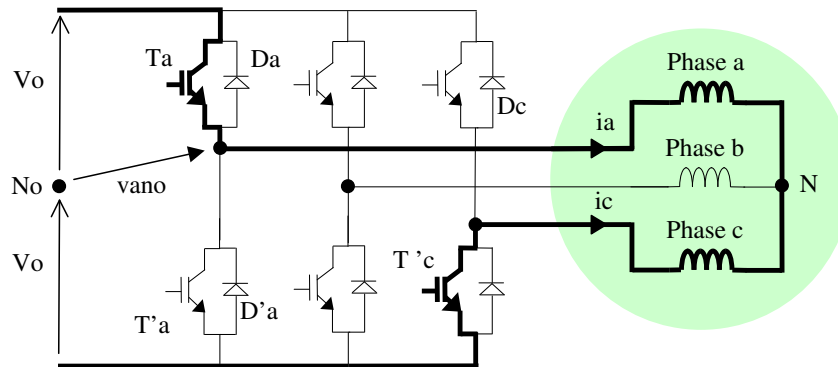 Vo
Ta
Da
Dc
Phase a
ia
Phase b
No
vano
N
ic
Phase c
Vo
T 'c
T'a
D'a